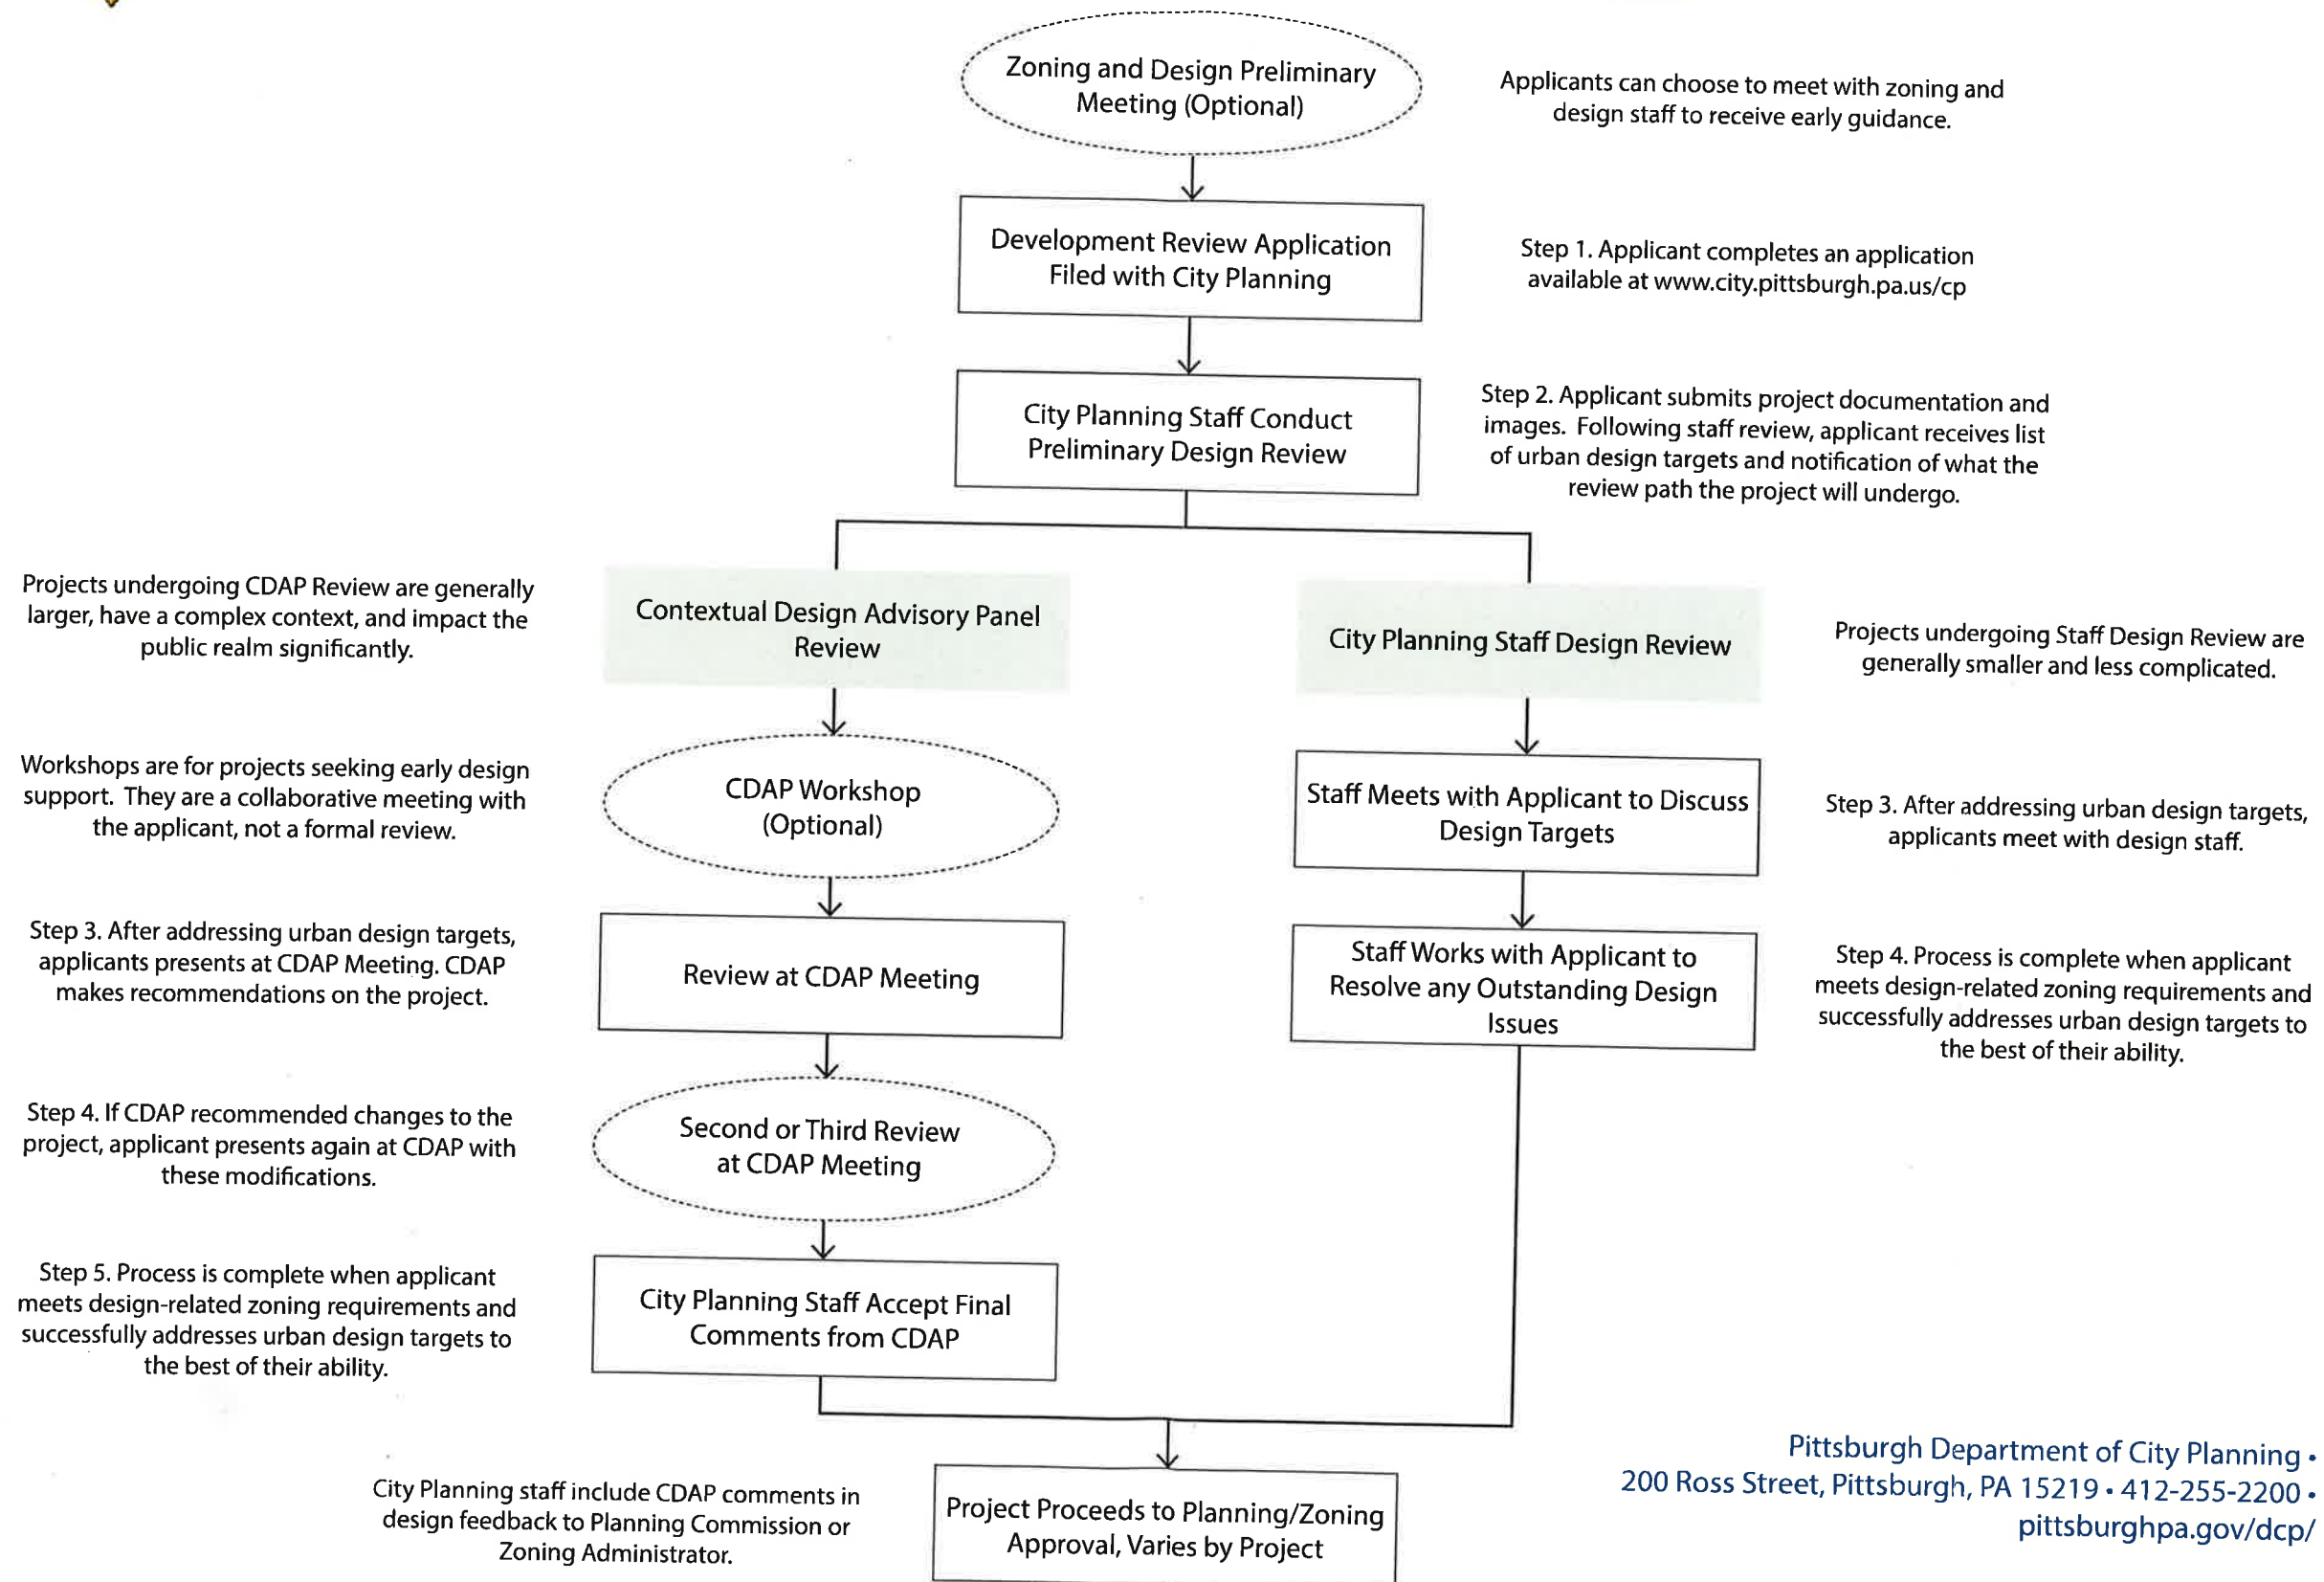 Zoning and Design Preliminary
Meeting (Optional)
Applicants can choose to meet with zoning and
design staff to receive early guidance.
Development Review Application
Filed with City Planning
Step 1. Applicant completes an application
available at www.city.pittsburgh.pa.us/cp
City Planning Staff Conduct
Preliminary Design Review
Step 2. Applicant submits project documentation and
images. Following staff review, applicant receives list
of urban design targets and notification of what the
review path the project will undergo.
Projects undergoing CDAP Review are generally
larger, have a complex context, and impact the
public realm significantly.
Contextual Design Advisory Panel
Review
City Planning Staff Design Review
Projects undergoing Staff Design Review are
generally smaller and less complicated.
Workshops are for projects seeking early design
support. They are a collaborative meeting with
the applicant, not a formal review.
CDAP Workshop
(Optional)
Staff Meets with Applicant to Discuss
Design Targets
Step 3. After addressing urban design targets,
applicants meet with design staff.
Step 3. After addressing urban design targets,
applicants presents at CDAP Meeting. CDAP
makes recommendations on the project.
Review at CDAP Meeting
Staff Works with Applicant to
Resolve any Outstanding Design
Issues
Step 4. Process is complete when applicant
meets design-related zoning requirements and
successfully addresses urban design targets to
the best of their ability.
Step 4. If CDAP recommended changes to the
project, applicant presents again at CDAP with
these modifications.
Second or Third Review
at CDAP Meeting
Step 5. Process is complete when applicant
meets design-related zoning requirements and
successfully addresses urban design targets to
the best of their ability.
City Planning Staff Accept Final
Comments from CDAP
City Planning staff include CDAP comments in
design feedback to Planning Commission or
Zoning Administrator.
Project Proceeds to Planning/Zoning
Approval, Varies by Project
Pittsburgh Department of City Planning •
200 Ross Street, Pittsburgh, PA 15219 • 412-255-2200 •
pittsburghpa.gov/dcp/